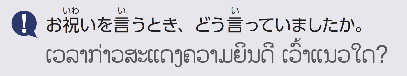 お祝いを言うとき、どう言っていましたか。
ເວລາກ່າວສະແດງຄວາມຍິນດີ ເວົ້າແນວໃດ?